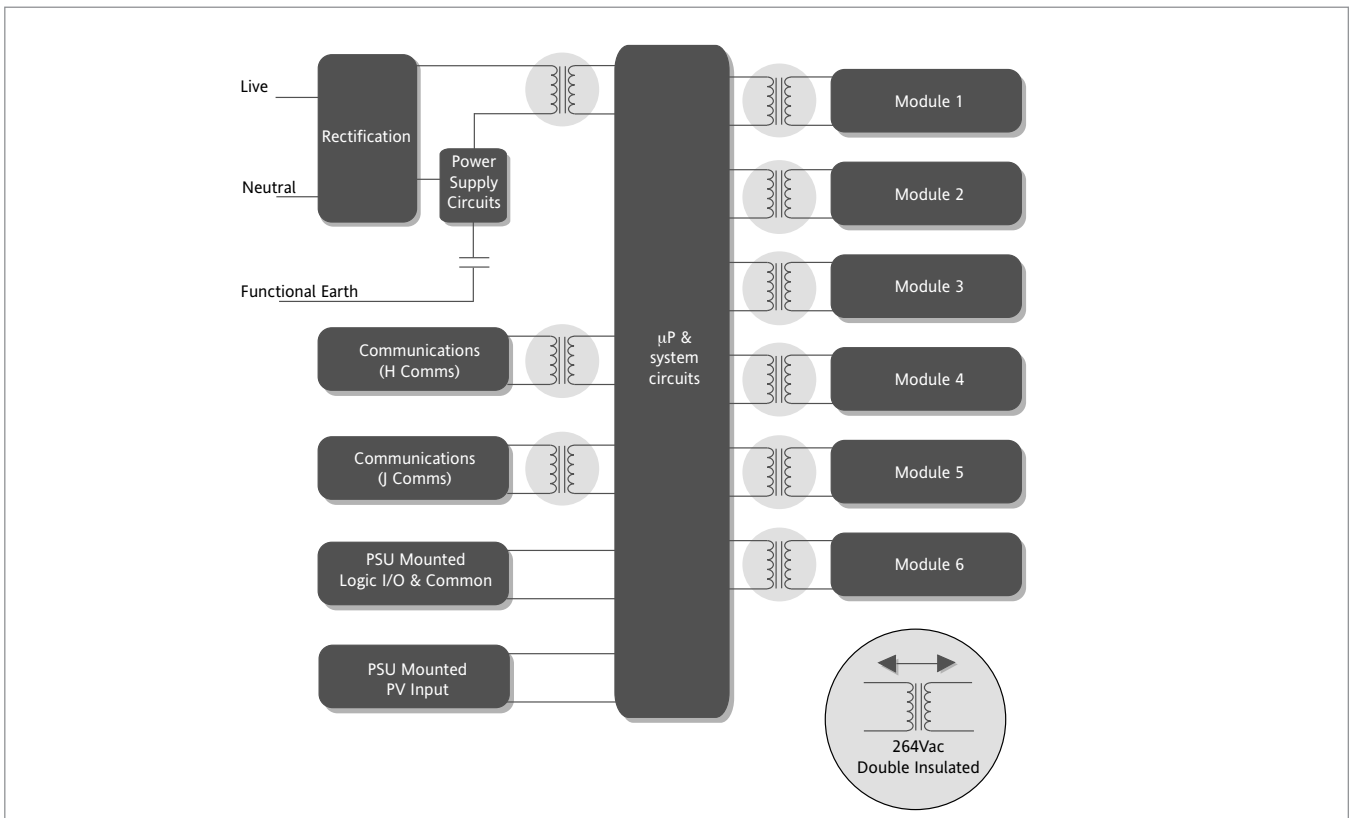 Live
Rectification
Neutral
Power
Supply
Circuits
Functional Earth
Communications
(H Comms)
Communications
(J Comms)
PSU Mounted
Logic I/O & Common
PSU Mounted
PV Input
μP &
system
circuits
Module 1
Module 2
Module 3
Module 4
Module 5
Module 6
264Vac
Double Insulated